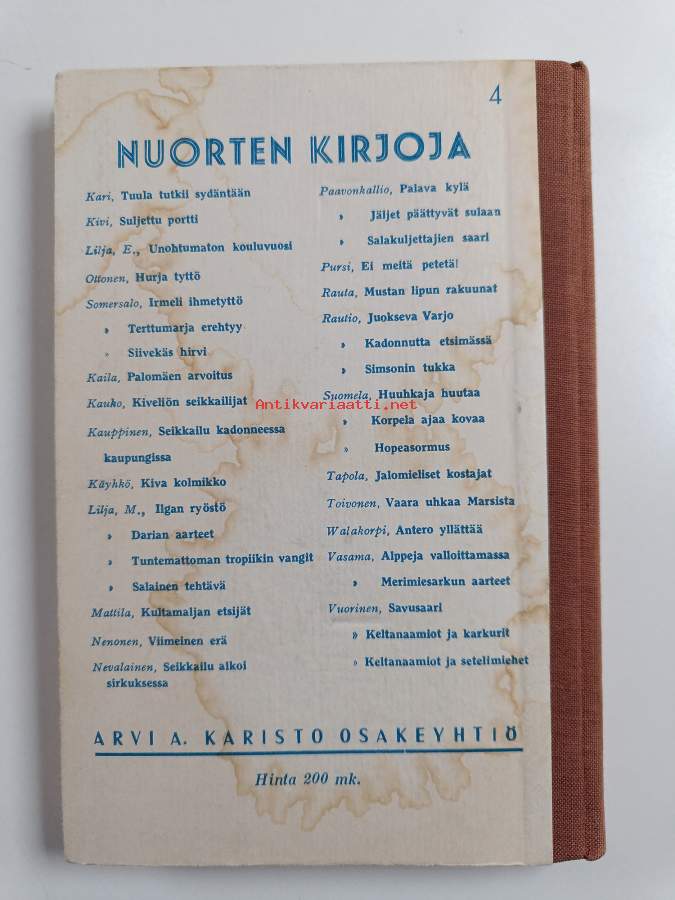 4
NUORTEN KIRJOJA
Kari, Tuula tutkii sydäntään
Kivi, Suljettu portti
Lilja, E., Unohtumaton kouluvuosi
Ottonen, Hurja tyttö
Somersalo, Irmeli ihmetyttö
» Terttumarja erehtyy
» Siivekäs hirvi
Kaila, Palomäen arvoitus
Kauko, Kiveliön seikkailijat
Kauppinen, Seikkailu kadonneessa
kaupungissa
Käyhkö, Kiva kolmikko
Lilja, M., Ilgan ryöstö
» Darian aarteet
» Tuntemattoman tropiikin vangit
» Salainen tehtävä
Mattila, Kultamaljan etsijät
Nenonen, Viimeinen erä
Nevalainen, Seikkailu alkoi
sirkuksessa
Paavonkallio, Palava kylä
» Jäljet päättyvät sulaan
» Salakuljettajien saari
Pursi, Ei meitä petetä!
Rauta, Mustan lipun rakuunat
Rautio, Juokseva Varjo
» Kadonnutta etsimässä
» Simsonin tukka
Suomela, Huuhkaja huutaa
» Korpela ajaa kovaa
» Hopeasormus
Tapola, Jalomieliset kostajat
Toivonen, Vaara uhkaa Marsista
Walakorpi, Antero yllättää
Vasama, Alppeja valloittamassa
» Merimiesarkun aarteet
Vuorinen, Savusaari
» Keltanaamiot ja karkurit
» Keltanaamiot ja setelimiehet
Antikvariaatti.net
ARVI A. KARISTO OSAKEYHTIÖ
Hinta 200 mk.